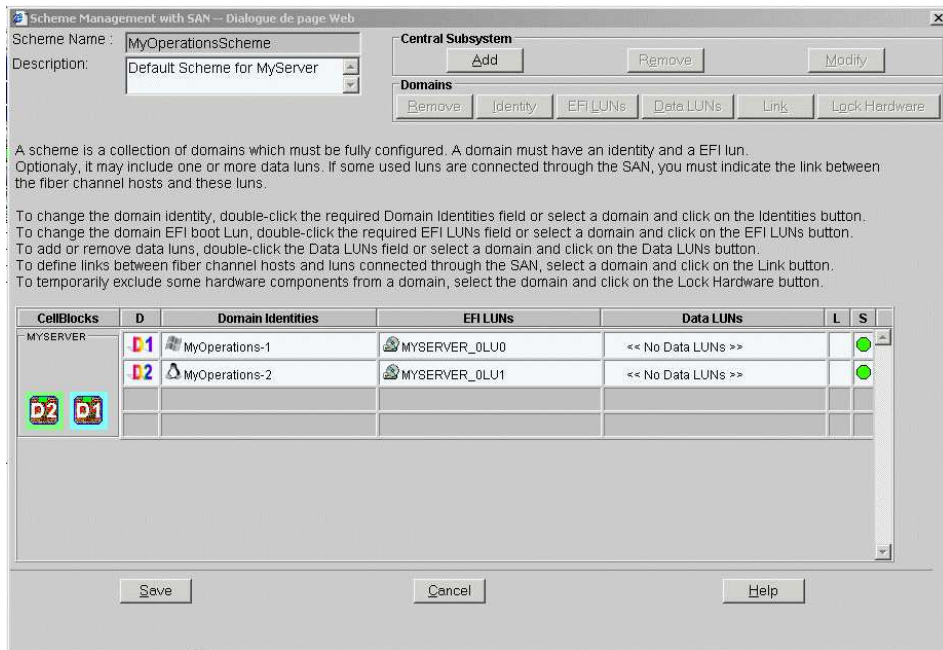 Scheme Management with SAN -- Dialogue de page Web
Scheme Name : MyOperationsScheme
Description: Default Scheme for MyServer
Central Subsystem
Add Remove Modify
Domains
Remove Identity EFI LUNs Data LUNs Link Lock Hardware
A scheme is a collection of domains which must be fully configured. A domain must have an identity and a EFI lun.
Optionaly, it may include one or more data luns. If some used luns are connected through the SAN, you must indicate the link between
the fiber channel hosts and these luns.
To change the domain identity, double-click the required Domain Identities field or select a domain and click on the Identities button.
To change the domain EFI boot Lun, double-click the required EFI LUNs field or select a domain and click on the EFI LUNs button.
To add or remove data luns, double-click the Data LUNs field or select a domain and click on the Data LUNs button.
To define links between fiber channel hosts and luns connected through the SAN, select a domain and click on the Link button.
To temporarily exclude some hardware components from a domain, select the domain and click on the Lock Hardware button.
CellBlocks D Domain Identities EFI LUNs Data LUNs L S
MYSERVER
D1 MyOperations-1 MYSERVER_0LU0 << No Data LUNs >>
D2 MyOperations-2 MYSERVER_0LU1 << No Data LUNs >>
D2 D1
Save Cancel Help